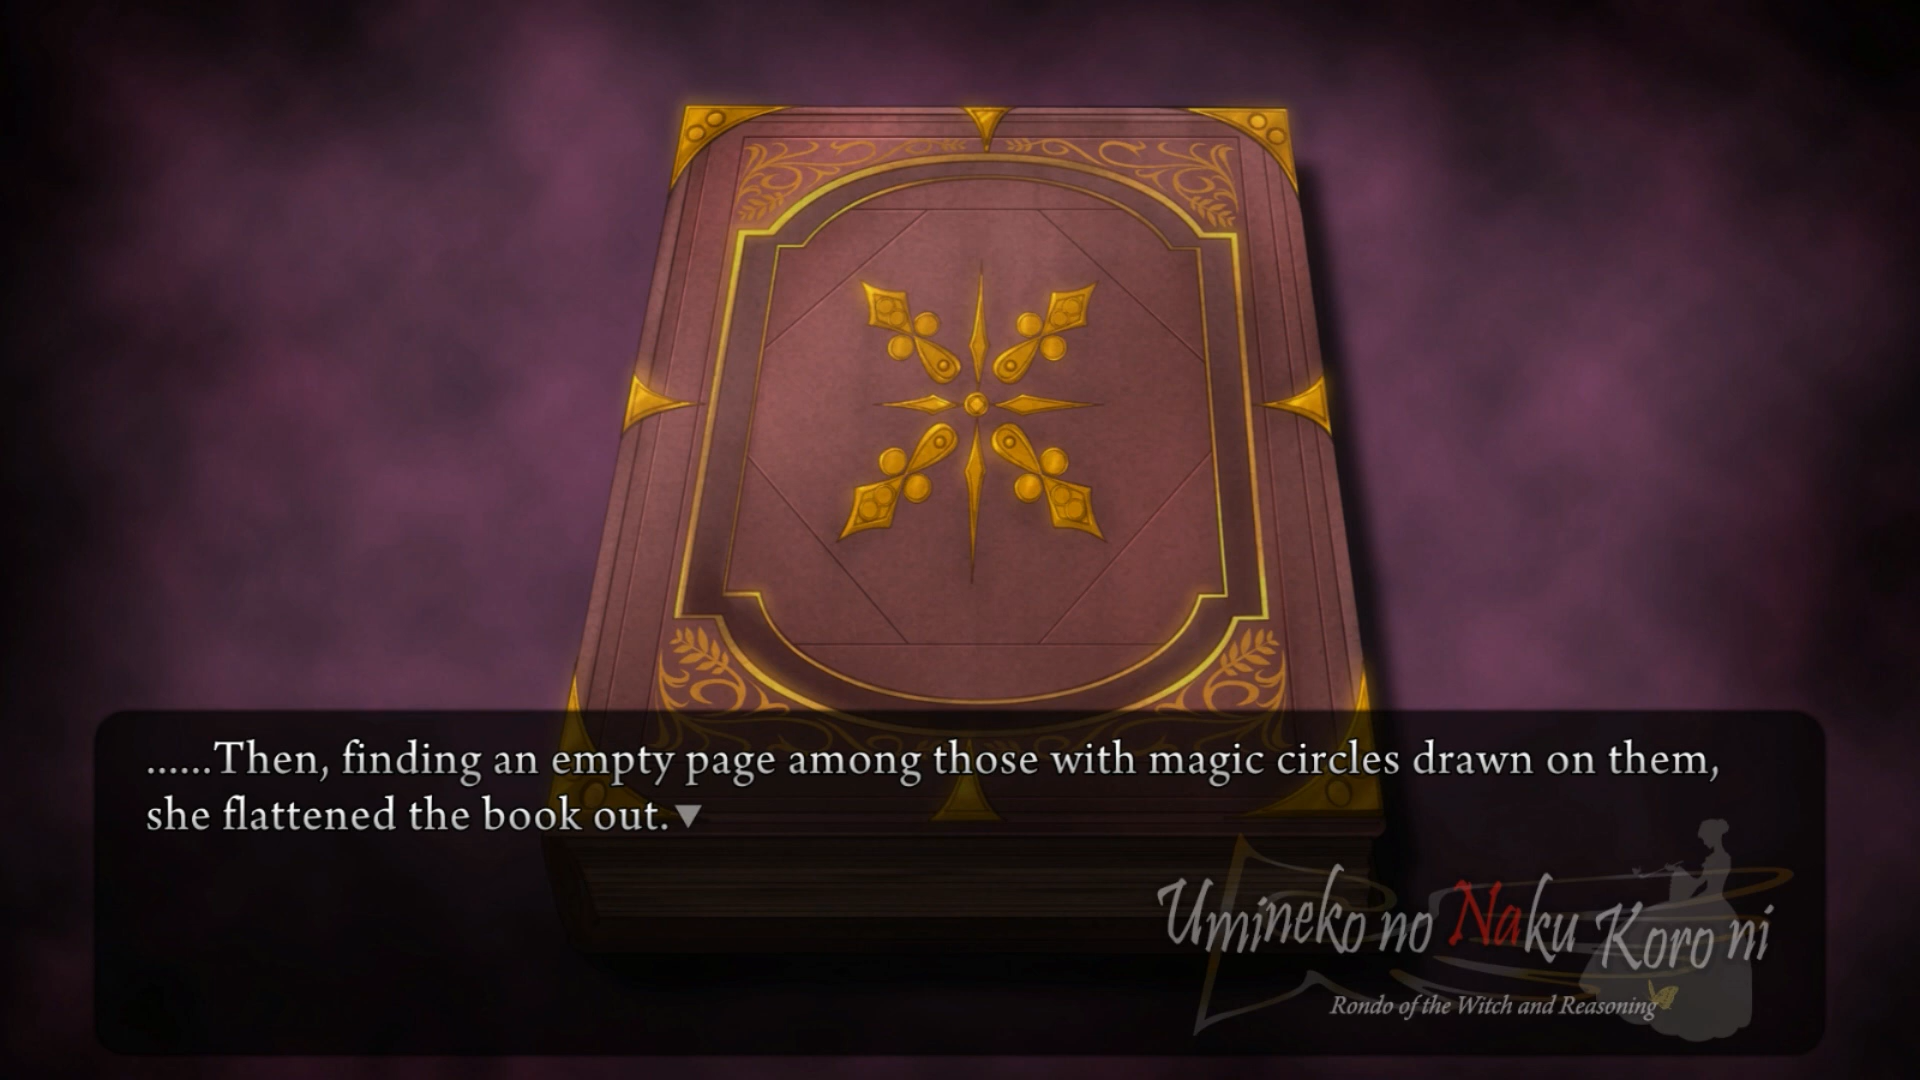 ......Then, finding an empty page among those with magic circles drawn on them,
she flattened the book out.▼
Umineko no Naku Koro ni
Rondo of the Witch and Reasoning